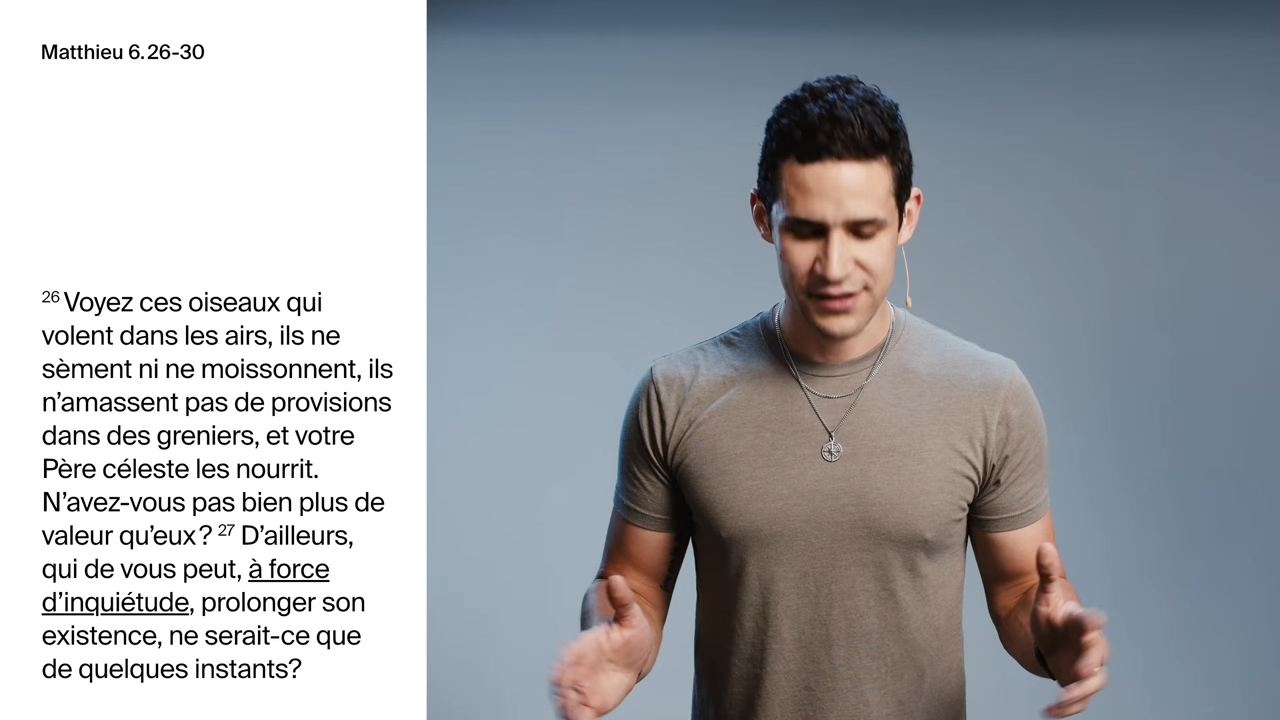 Matthieu 6.26-30
26 Voyez ces oiseaux qui
volent dans les airs, ils ne
sèment ni ne moissonnent, ils
n’amassent pas de provisions
dans des greniers, et votre
Père céleste les nourrit.
N’avez-vous pas bien plus de
valeur qu’eux ? 27 D’ailleurs,
qui de vous peut, à force
d’inquiétude, prolonger son
existence, ne serait-ce que
de quelques instants?